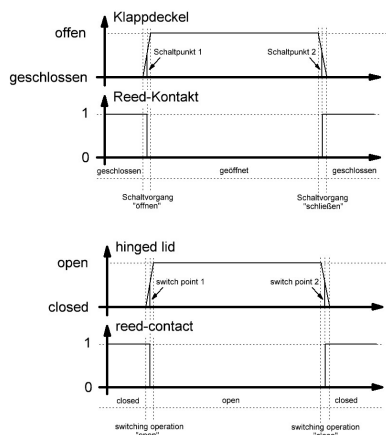 Klappdeckel
offen
Schaltpunkt 1
Schaltpunkt 2
geschlossen
Reed-Kontakt
1
0
geschlossen
geöffnet
geschlossen
Schaltvorgang
"öffnen"
Schaltvorgang
"schließen"
hinged lid
open
switch point 1
switch point 2
closed
reed-contact
1
0
closed
open
closed
switching operation
"open"
switching operation
"close"